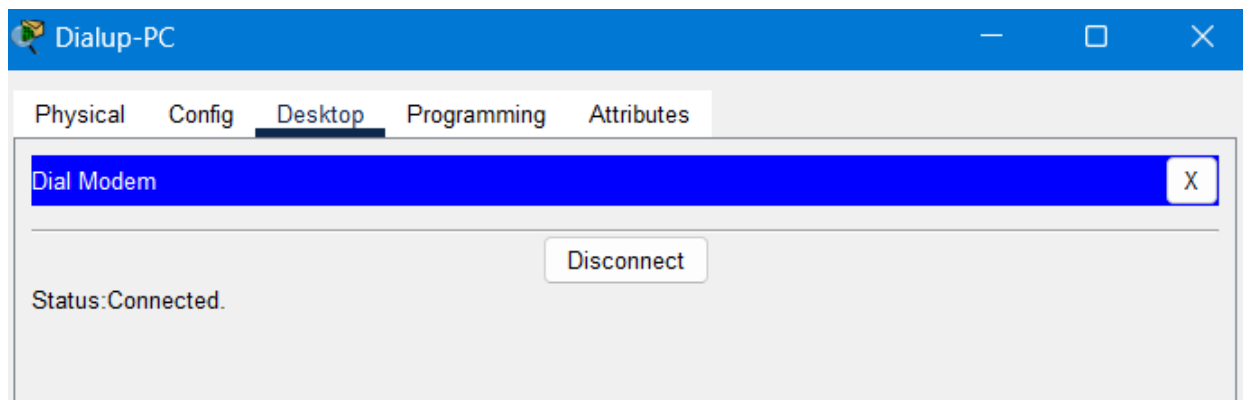 Dialup-PC
Physical Config Desktop Programming Attributes
Dial Modem X
Disconnect
Status:Connected.